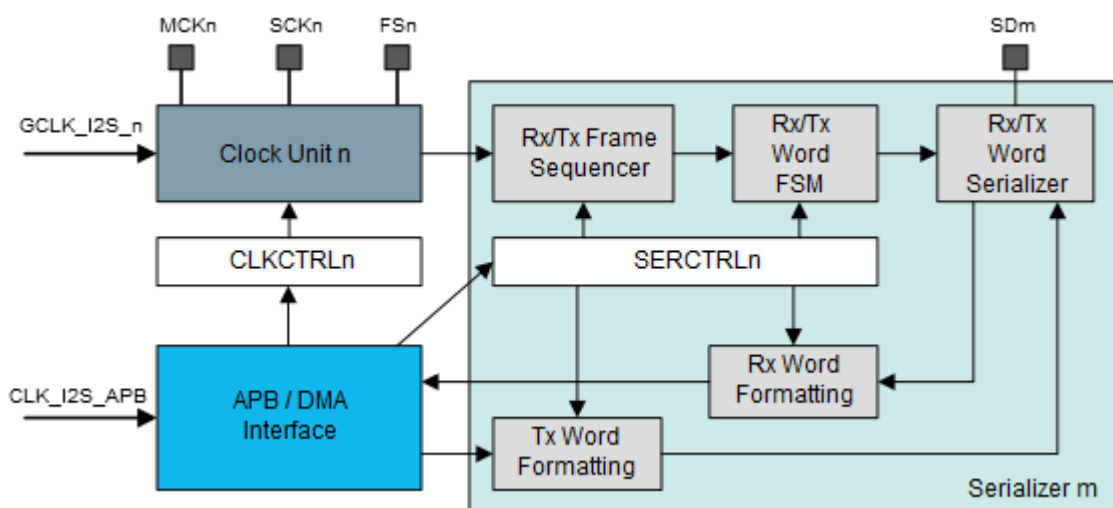 MCKn
SCKn
FSn
SDm
GCLK_I2S_n
Clock Unit n
Rx/Tx Frame
Sequencer
Rx/Tx
Word
FSM
Rx/Tx
Word
Serializer
CLKCTRLn
SERCTRLn
CLK_I2S_APB
APB / DMA
Interface
Rx Word
Formatting
Tx Word
Formatting
Serializer m